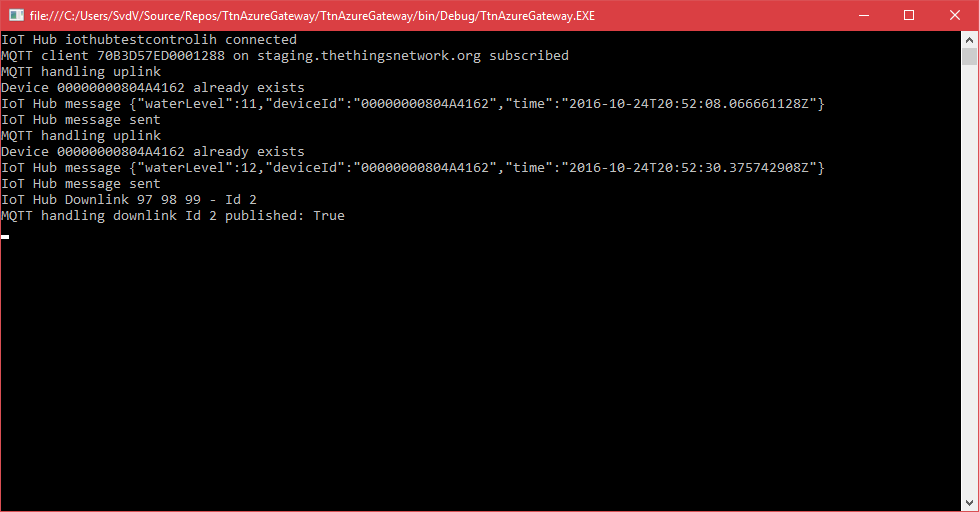 file:///C:/Users/SvdV/Source/Repos/TtnAzureGateway/TtnAzureGateway/bin/Debug/TtnAzureGateway.EXE
IoT Hub iothubtestcontrolih connected
MQTT client 70B3D57ED0001288 on staging.thethingsnetwork.org subscribed
MQTT handling uplink
Device 00000000804A4162 already exists
IoT Hub message {"waterLevel":11,"deviceId":"00000000804A4162","time":"2016-10-24T20:52:08.066661128Z"}
IoT Hub message sent
MQTT handling uplink
Device 00000000804A4162 already exists
IoT Hub message {"waterLevel":12,"deviceId":"00000000804A4162","time":"2016-10-24T20:52:30.375742908Z"}
IoT Hub message sent
IoT Hub Downlink 97 98 99 - Id 2
MQTT handling downlink Id 2 published: True